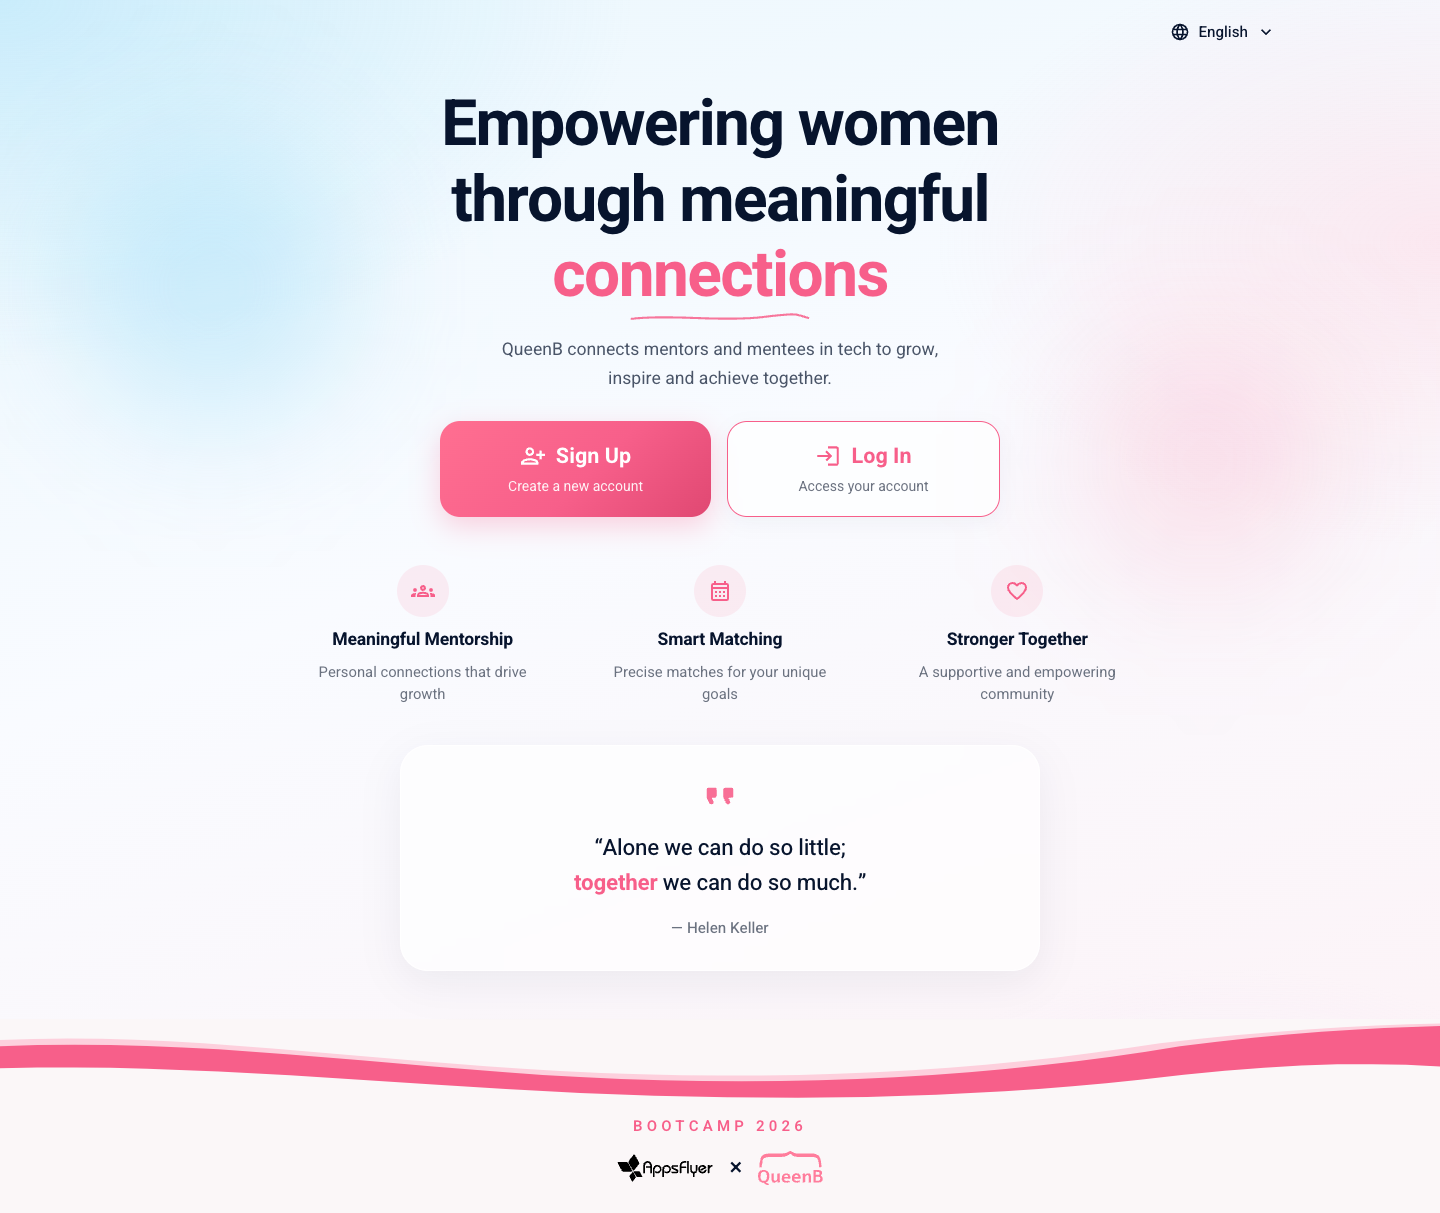 English
Empowering women
through meaningful
connections
QueenB connects mentors and mentees in tech to grow,
inspire and achieve together.
Sign Up
Create a new account
Log In
Access your account
Meaningful Mentorship
Personal connections that drive
growth
Smart Matching
Precise matches for your unique
goals
Stronger Together
A supportive and empowering
community
“Alone we can do so little;
together we can do so much.”
— Helen Keller
BOOTCAMP 2026
AppsFlyer × QueenB